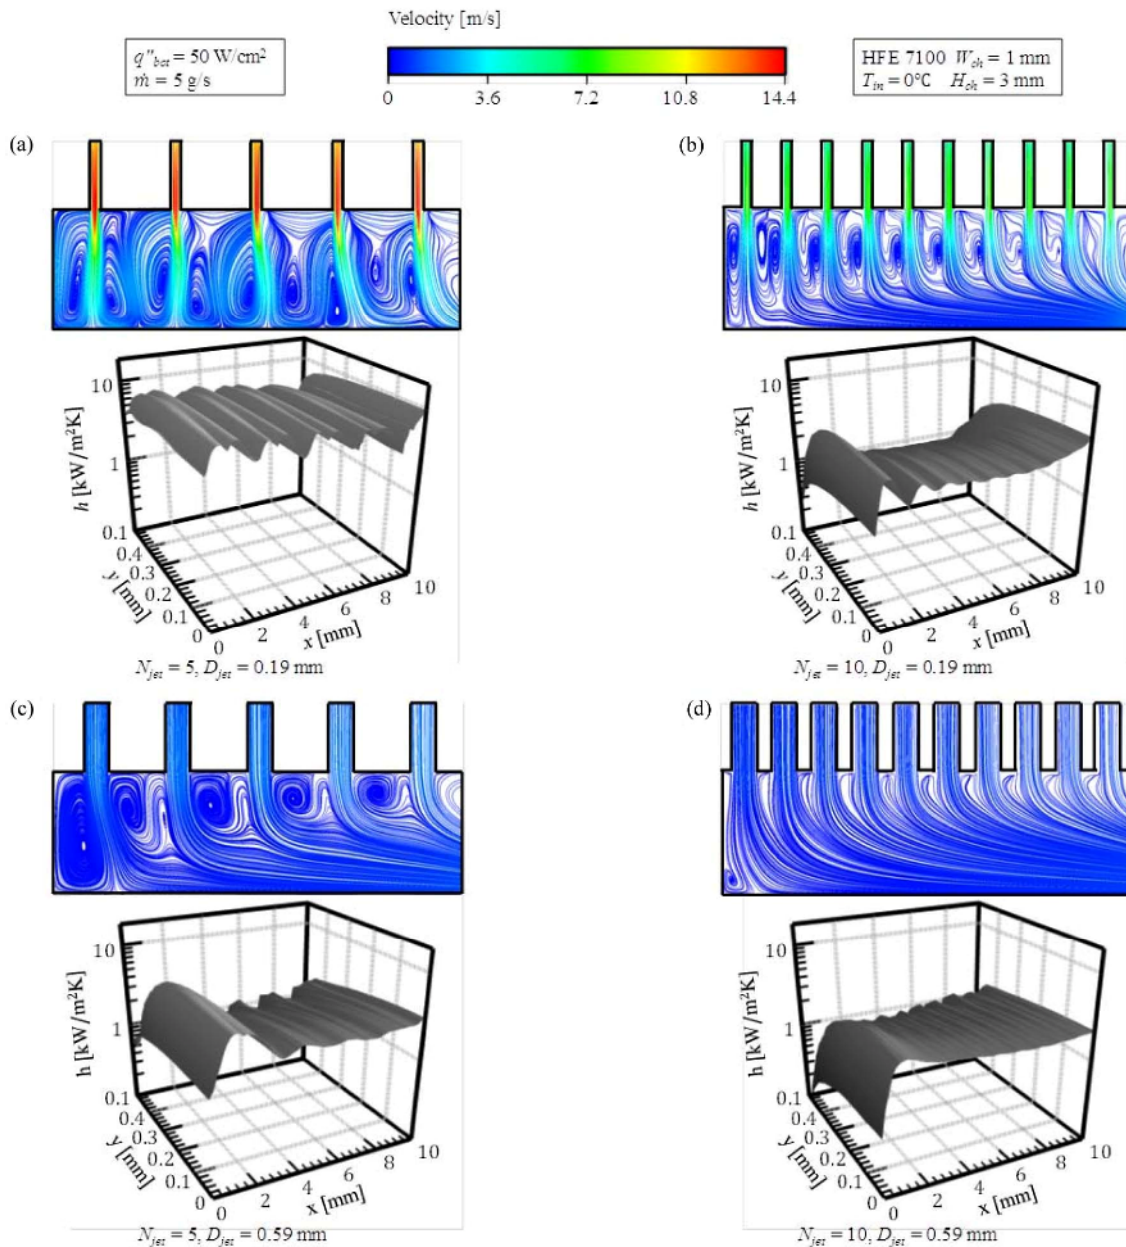 Velocity [m/s]
q"bot = 50 W/cm²
ṁ = 5 g/s
0 3.6 7.2 10.8 14.4
HFE 7100 Wch = 1 mm
Tin = 0°C Hch = 3 mm
(a)
10
1
0.1
h [kW/m²K]
0.4
0.3
0.2
0.1
0
y [mm]
0 2 4 6 8 10
x [mm]
Njet = 5, Djet = 0.19 mm
(b)
10
1
0.1
h [kW/m²K]
0.4
0.3
0.2
0.1
0
y [mm]
0 2 4 6 8 10
x [mm]
Njet = 10, Djet = 0.19 mm
(c)
10
1
0.1
h [kW/m²K]
0.4
0.3
0.2
0.1
0
y [mm]
0 2 4 6 8 10
x [mm]
Njet = 5, Djet = 0.59 mm
(d)
10
1
0.1
h [kW/m²K]
0.4
0.3
0.2
0.1
0
y [mm]
0 2 4 6 8 10
x [mm]
Njet = 10, Djet = 0.59 mm